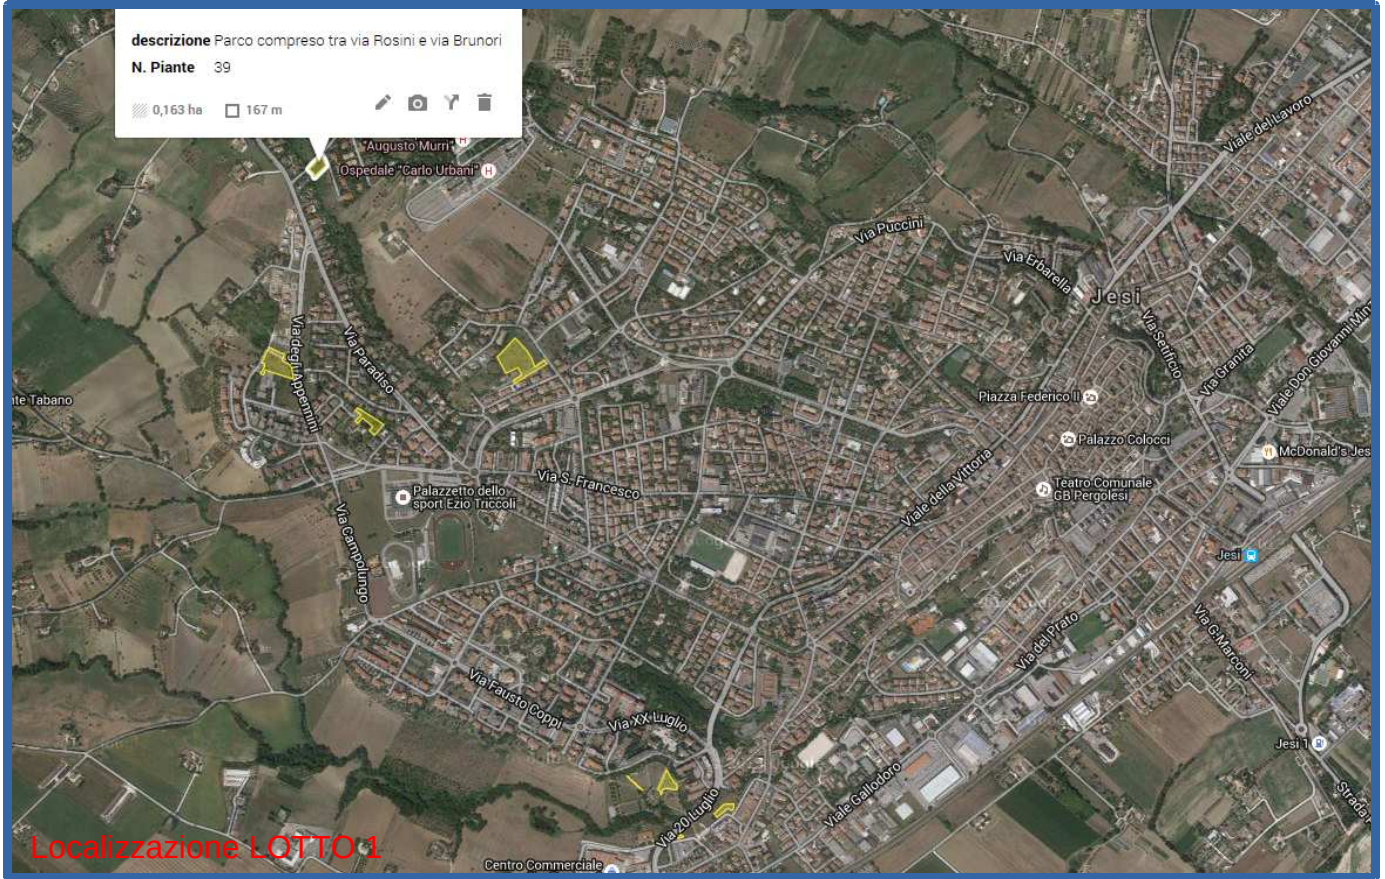 descrizione Parco compreso tra via Rosini e via Brunori
N. Piante 39
0,163 ha 167 m
"Augusto Murri"
Ospedale "Carlo Urbani" H
Viale del Lavoro
Via Puccini
Via Erbarella
Jesi
Via Setificio
Via Granita
Viale Don Giovanni Minz
Via degli Appennini
Via Paradiso
te Tabano
Piazza Federico II
Palazzo Colocci
McDonald's Jes
Teatro Comunale
GB Pergolesi
Viale della Vittoria
Via S. Francesco
Palazzetto dello
sport Ezio Triccoli
Via Campolungo
Jesi
Via G. Marconi
Via del Prato
Via Fausto Coppi
Via XX Luglio
Jesi 1
Viale Gallodoro
Via 20 Luglio
Strada
Localizzazione LOTTO 1
Centro Commerciale